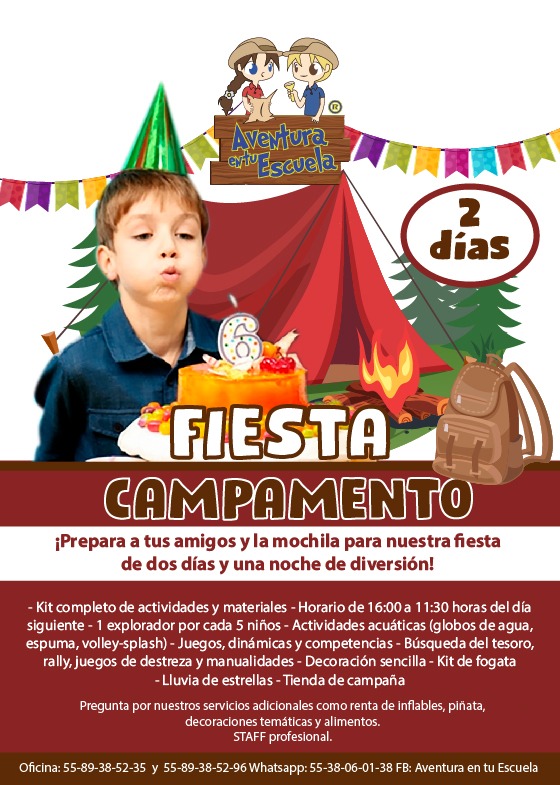 ®
AVENTURA
EN TU ESCUELA
2
días
6
FIESTA
CAMPAMENTO
¡Prepara a tus amigos y la mochila para nuestra fiesta
de dos días y una noche de diversión!
- Kit completo de actividades y materiales - Horario de 16:00 a 11:30 horas del día
siguiente - 1 explorador por cada 5 niños - Actividades acuáticas (globos de agua,
espuma, volley-splash) - Juegos, dinámicas y competencias - Búsqueda del tesoro,
rally, juegos de destreza y manualidades - Decoración sencilla - Kit de fogata
- Lluvia de estrellas - Tienda de campaña
Pregunta por nuestros servicios adicionales como renta de inflables, piñata,
decoraciones temáticas y alimentos.
STAFF profesional.
Oficina: 55-89-38-52-35 y 55-89-38-52-96 Whatsapp: 55-38-06-01-38 FB: Aventura en tu Escuela